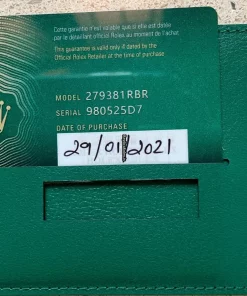 Cette garantie n'est valable que si elle est datée
par le détaillant officiel Rolex au moment de l'achat.
This guarantee is valid only if dated by the
Official Rolex Retailer at the time of purchase
MODEL 279381RBR
SERIAL 980525D7
DATE OF PURCHASE
29/01/2021